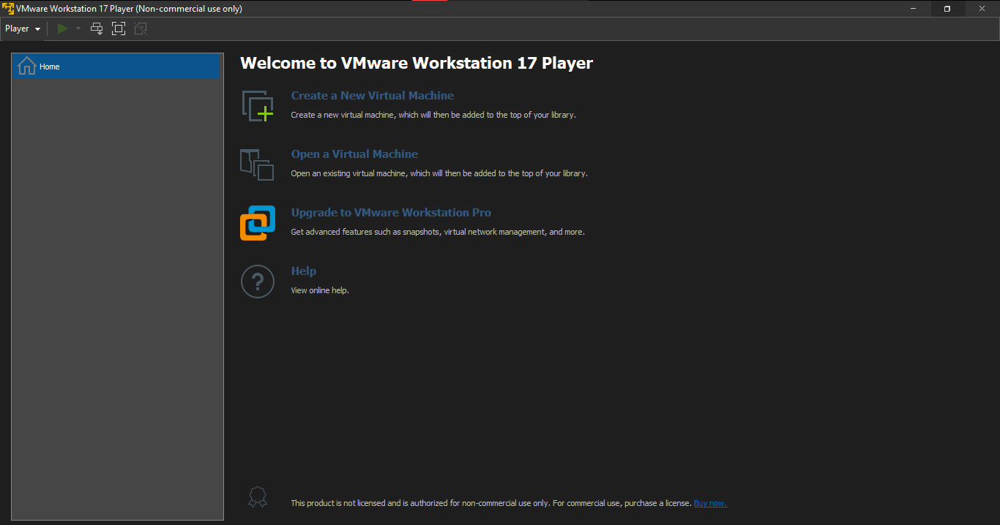 VMware Workstation 17 Player (Non-commercial use only)
Player
Home
Welcome to VMware Workstation 17 Player
Create a New Virtual Machine
Create a new virtual machine, which will then be added to the top of your library.
Open a Virtual Machine
Open an existing virtual machine, which will then be added to the top of your library.
Upgrade to VMware Workstation Pro
Get advanced features such as snapshots, virtual network management, and more.
?
Help
View online help.
This product is not licensed and is authorized for non-commercial use only. For commercial use, purchase a license. Buy now.